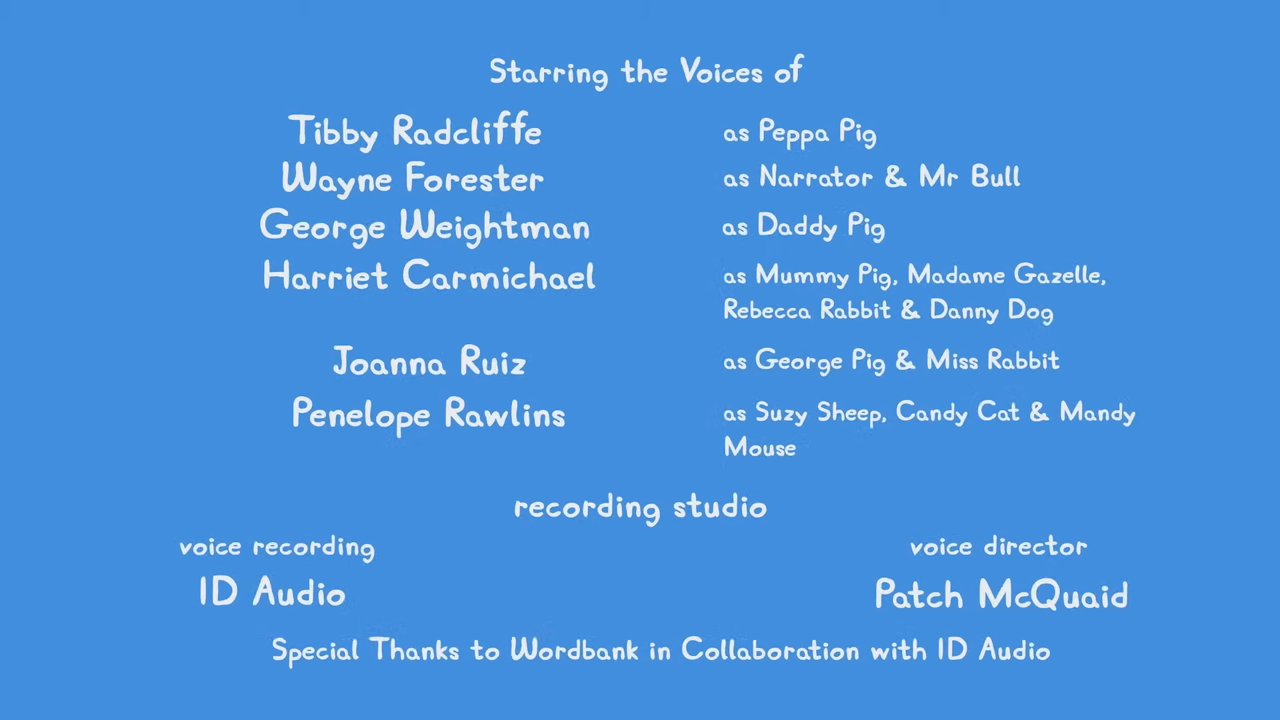 Starring the Voices of
Tibby Radcliffe as Peppa Pig
Wayne Forester as Narrator & Mr Bull
George Weightman as Daddy Pig
Harriet Carmichael as Mummy Pig, Madame Gazelle,
Rebecca Rabbit & Danny Dog
Joanna Ruiz as George Pig & Miss Rabbit
Penelope Rawlins as Suzy Sheep, Candy Cat & Mandy
Mouse
recording studio
voice recording voice director
ID Audio Patch McQuaid
Special Thanks to Wordbank in Collaboration with ID Audio